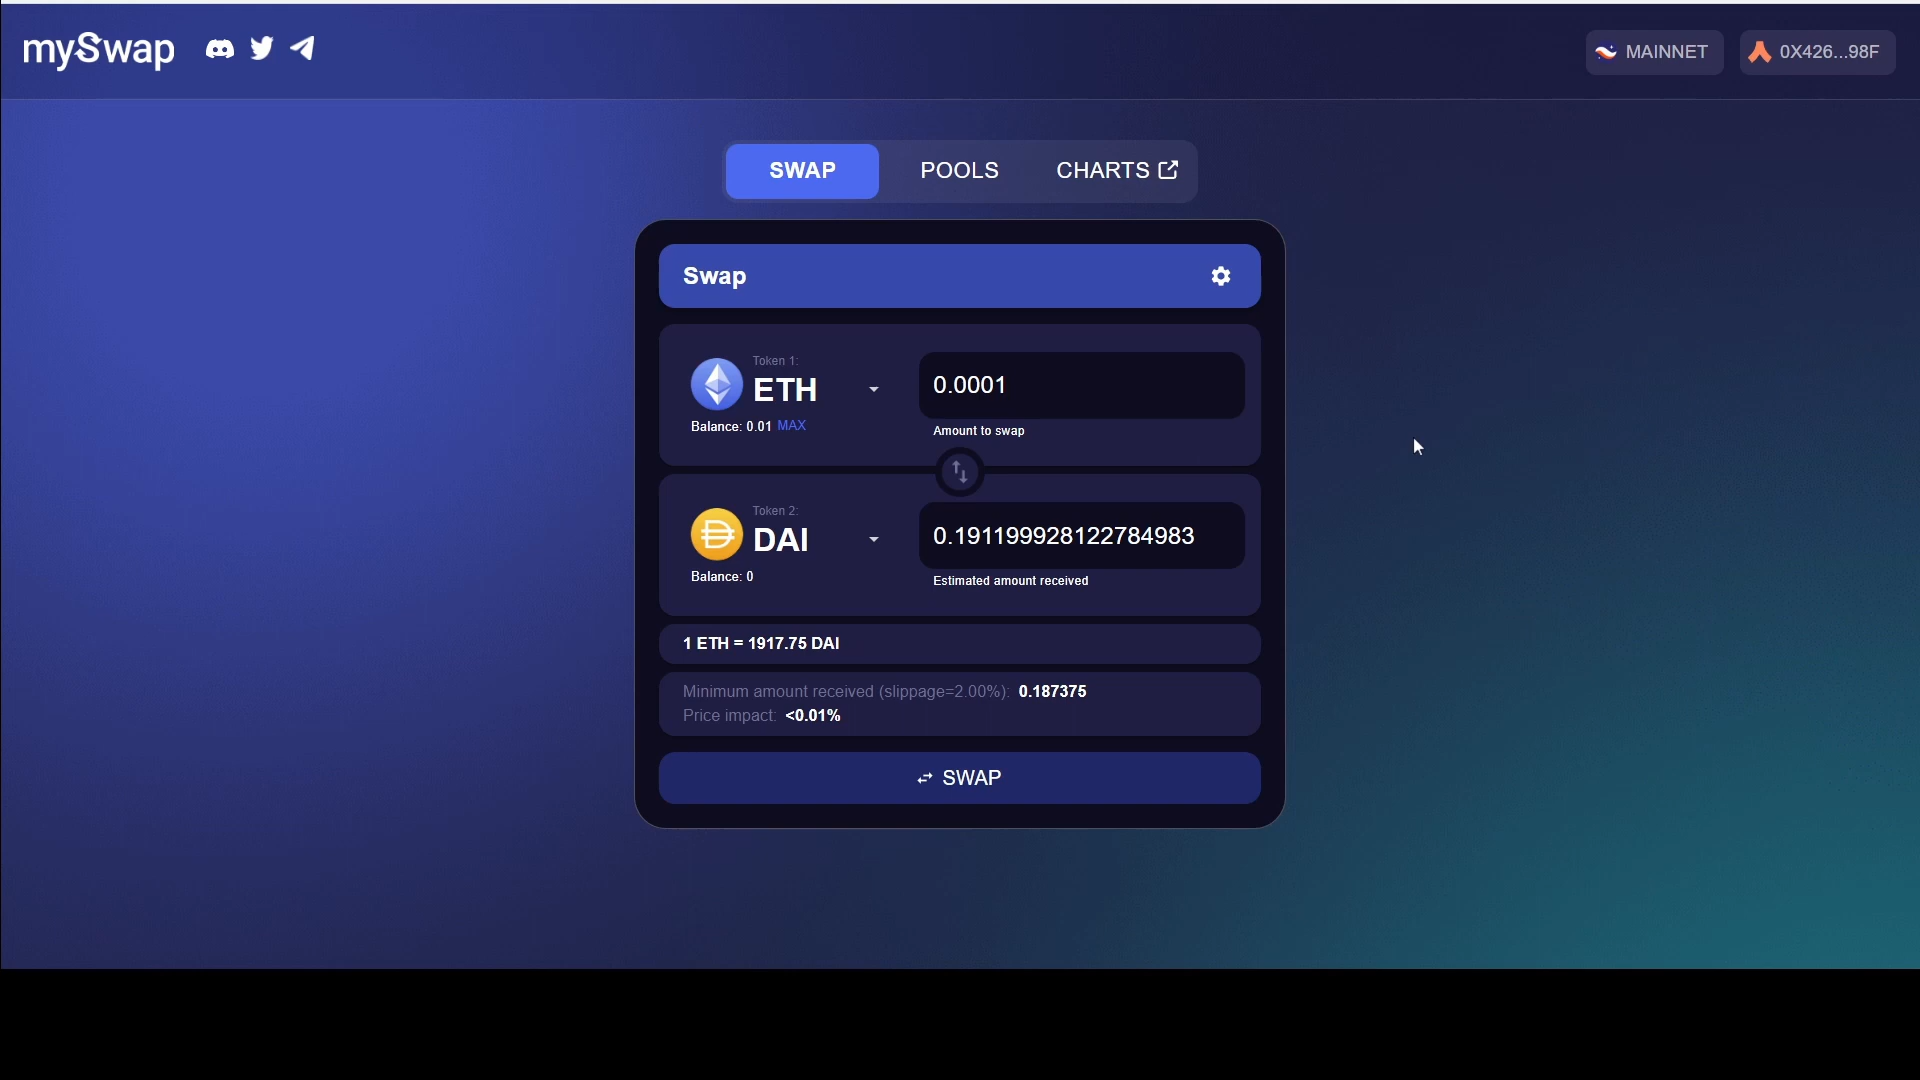 mySwap
MAINNET
0X426...98F
SWAP
POOLS
CHARTS
Swap
Token 1:
ETH
0.0001
Balance: 0.01 MAX
Amount to swap
Token 2:
DAI
0.191199928122784983
Balance: 0
Estimated amount received
1 ETH = 1917.75 DAI
Minimum amount received (slippage=2.00%): 0.187375
Price impact: <0.01%
SWAP